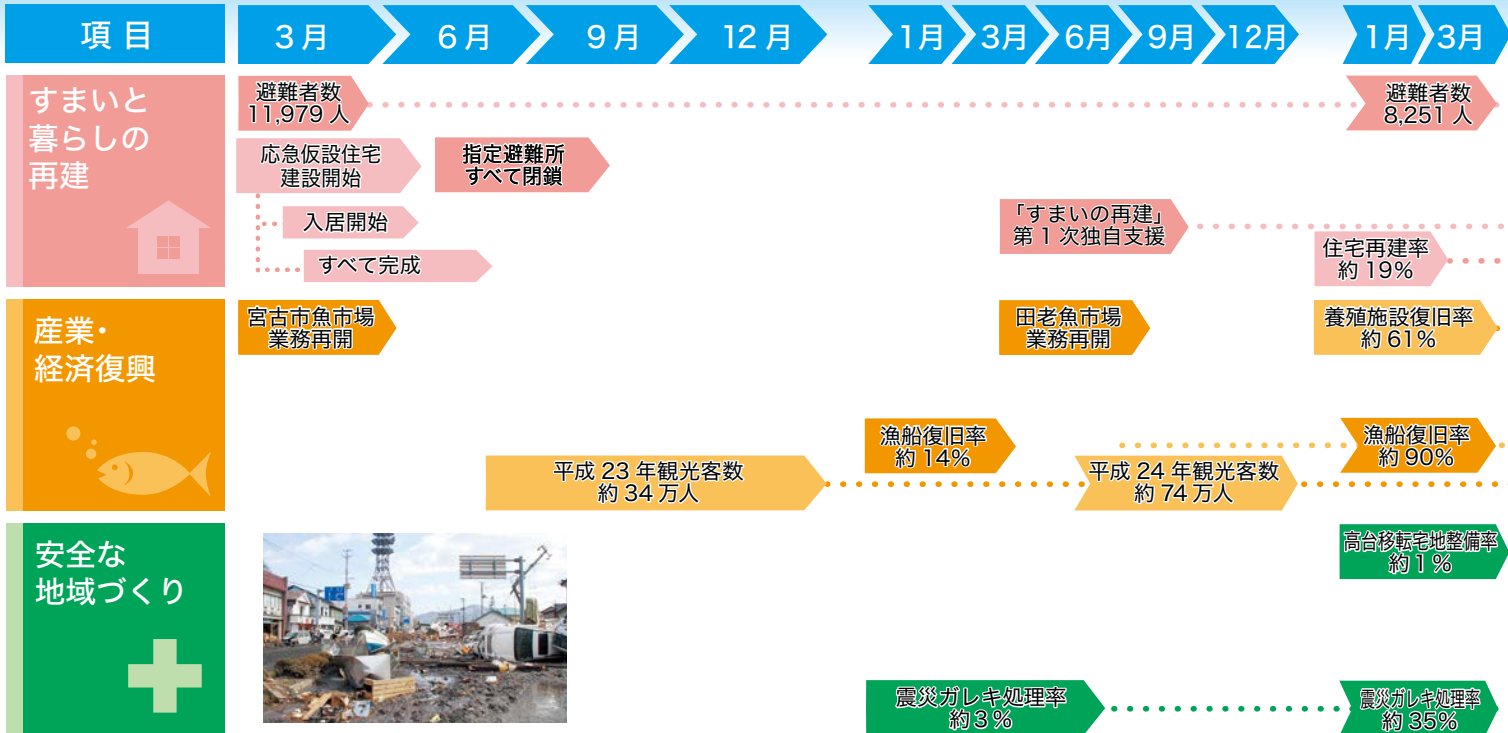 項目
3月
6月
9月
12月
1月
3月
6月
9月
12月
1月
3月
すまいと
暮らしの
再建
避難者数
11,979人
避難者数
8,251人
応急仮設住宅
建設開始
指定避難所
すべて閉鎖
入居開始
すべて完成
「すまいの再建」
第1次独自支援
住宅再建率
約19%
産業・
経済復興
宮古市魚市場
業務再開
田老魚市場
業務再開
養殖施設復旧率
約61%
漁船復旧率
約14%
漁船復旧率
約90%
平成23年観光客数
約34万人
平成24年観光客数
約74万人
安全な
地域づくり
高台移転宅地整備率
約1%
震災ガレキ処理率
約3%
震災ガレキ処理率
約35%